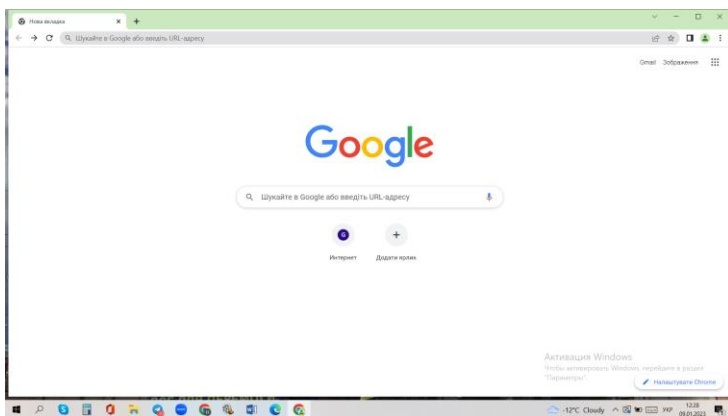 Нова вкладка
Шукайте в Google або введіть URL-адресу
Gmail Зображення
Google
Шукайте в Google або введіть URL-адресу
Интернет Додати ярлик
Активация Windows
Чтобы активировать Windows, перейдите в раздел
"Параметры".
Налаштувати Chrome
-12°C Cloudy УКР 12:28
09.01.2023